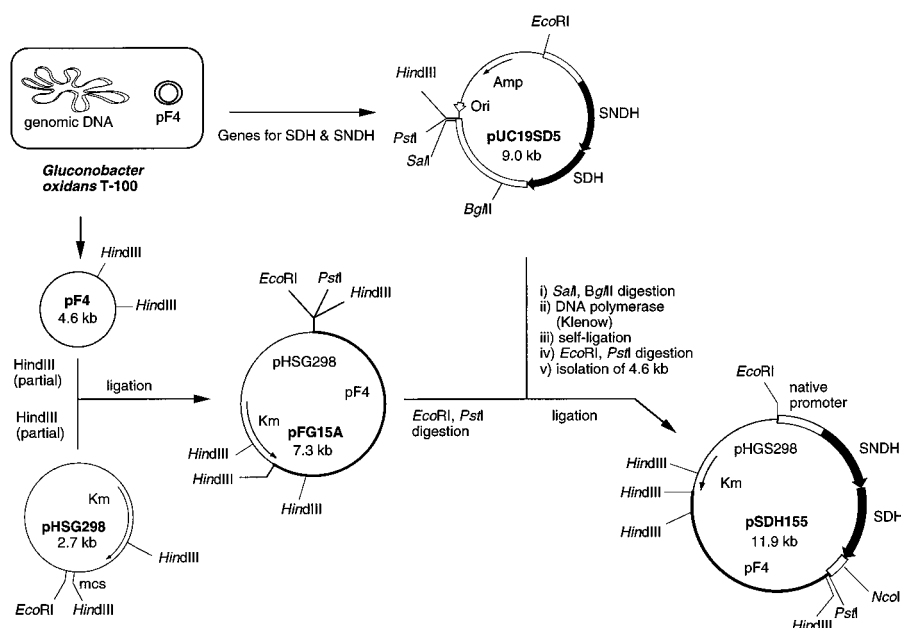 genomic DNA
pF4
Gluconobacter
oxidans T-100
Genes for SDH & SNDH
EcoRI
HindIII
Amp
Ori
PstI
SalI
pUC19SD5
9.0 kb
SNDH
SDH
BglII
HindIII
pF4
4.6 kb
HindIII
HindIII
(partial)
HindIII
(partial)
ligation
Km
pHSG298
2.7 kb
HindIII
mcs
EcoRI
HindIII
EcoRI
PstI
HindIII
pHSG298
pF4
Km
pFG15A
7.3 kb
HindIII
HindIII
HindIII
i) SalI, BglII digestion
ii) DNA polymerase
(Klenow)
iii) self-ligation
iv) EcoRI, PstI digestion
v) isolation of 4.6 kb
EcoRI, PstI
digestion
ligation
EcoRI
native
promoter
pHGS298
SNDH
HindIII
Km
HindIII
HindIII
pSDH155
11.9 kb
SDH
pF4
NcoI
PstI
HindIII